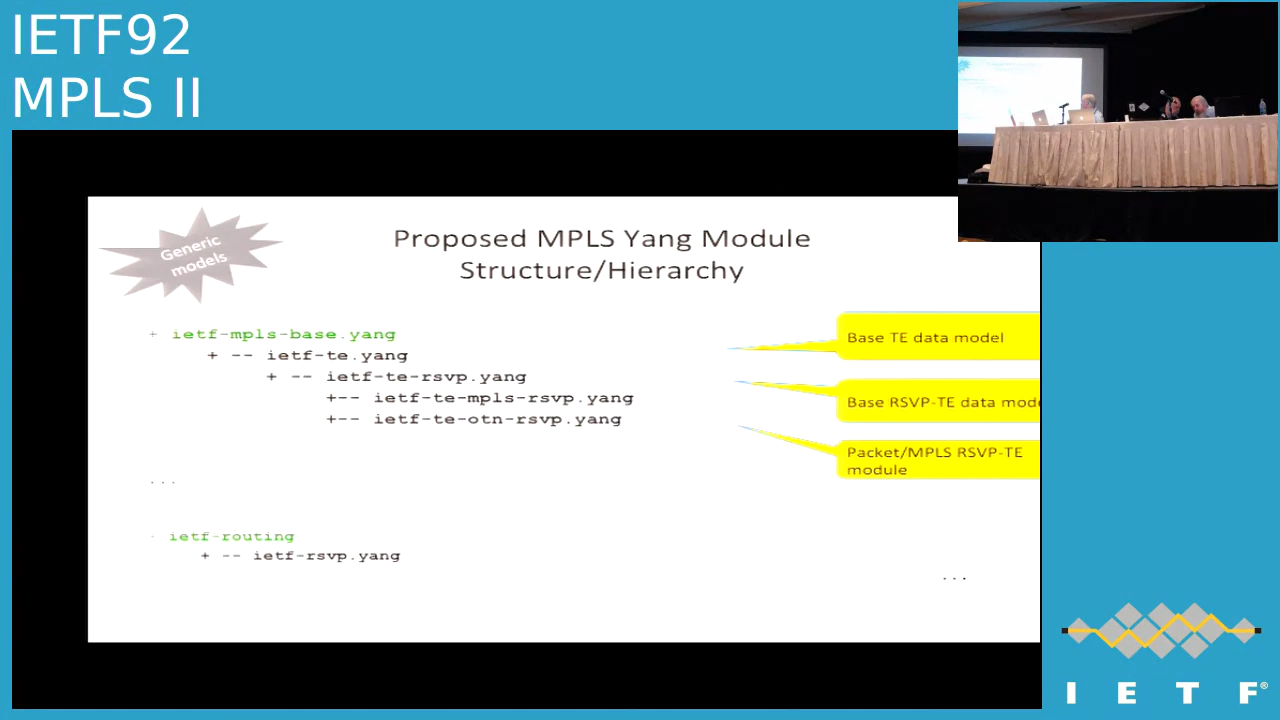 IETF92
MPLS II
Generic
models
Proposed MPLS Yang Module
Structure/Hierarchy
+ ietf-mpls-base.yang
+ -- ietf-te.yang
+ -- ietf-te-rsvp.yang
+-- ietf-te-mpls-rsvp.yang
+-- ietf-te-otn-rsvp.yang
...
Base TE data model
Base RSVP-TE data mode
Packet/MPLS RSVP-TE
module
- ietf-routing
+ -- ietf-rsvp.yang
...
I E T F®